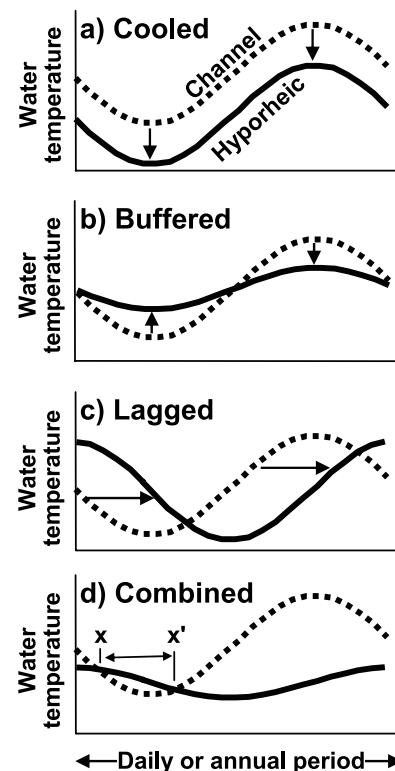 a) Cooled
Channel
Hyporheic
Water
temperature
b) Buffered
Water
temperature
c) Lagged
Water
temperature
d) Combined
x x'
Water
temperature
Daily or annual period